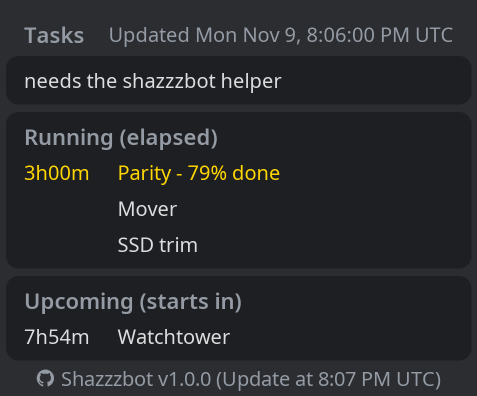 Tasks Updated Mon Nov 9, 8:06:00 PM UTC
needs the shazzzbot helper
Running (elapsed)
3h00m Parity - 79% done
Mover
SSD trim
Upcoming (starts in)
7h54m Watchtower
Shazzzbot v1.0.0 (Update at 8:07 PM UTC)